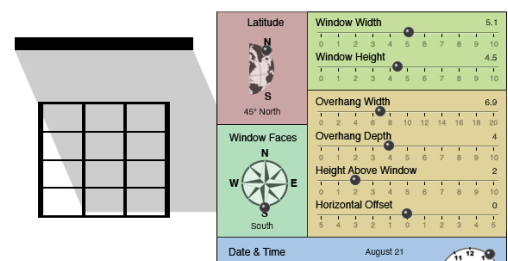 Latitude
N
S
45° North
Window Faces
N
W
E
S
South
Window Width 5.1
0 1 2 3 4 5 6 7 8 9 10
Window Height 4.5
0 1 2 3 4 5 6 7 8 9 10
Overhang Width 6.9
0 2 4 6 8 10 12 14 16 18 20
Overhang Depth 4
0 1 2 3 4 5 6 7 8 9 10
Height Above Window 2
0 1 2 3 4 5 6 7 8 9 10
Horizontal Offset 0
5 4 3 2 1 0 1 2 3 4 5
Date & Time August 21
11 12